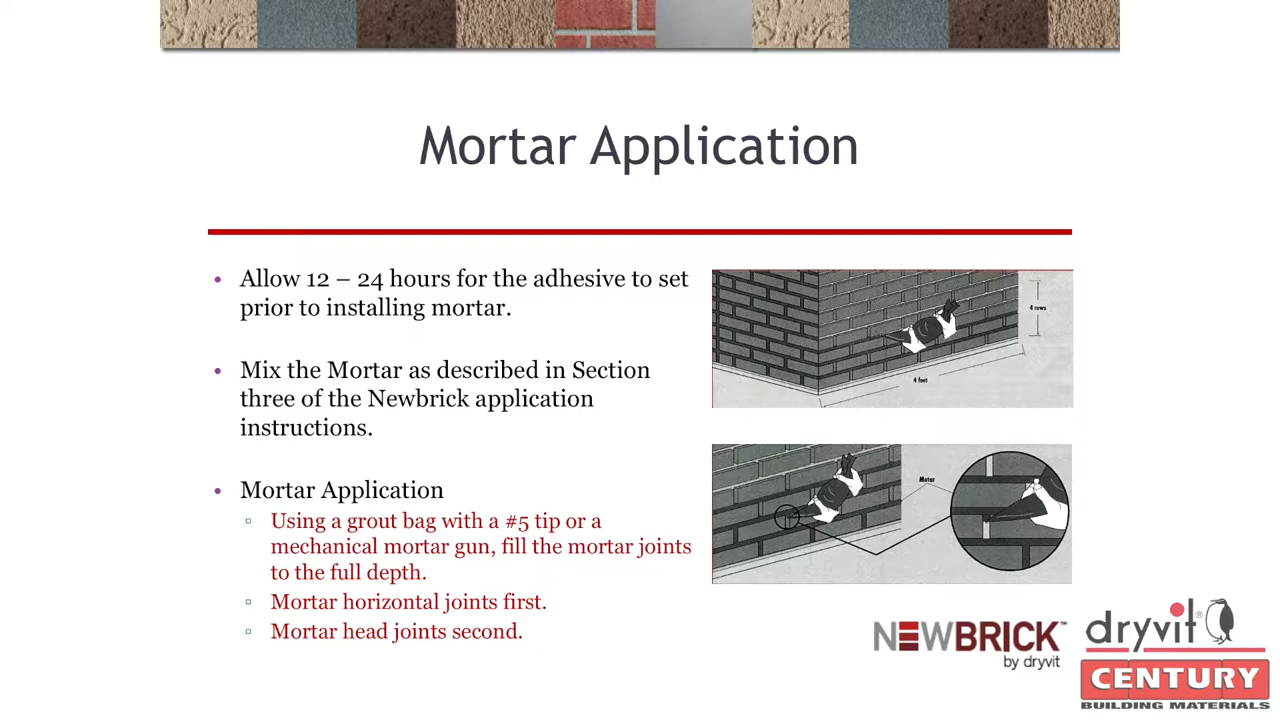 Mortar Application
• Allow 12 – 24 hours for the adhesive to set
prior to installing mortar.
• Mix the Mortar as described in Section
three of the Newbrick application
instructions.
• Mortar Application
▫ Using a grout bag with a #5 tip or a
mechanical mortar gun, fill the mortar joints
to the full depth.
▫ Mortar horizontal joints first.
▫ Mortar head joints second.
4 rows
4 feet
Motar
NEWBRICK™
by dryvit
dryvit®
CENTURY
BUILDING MATERIALS